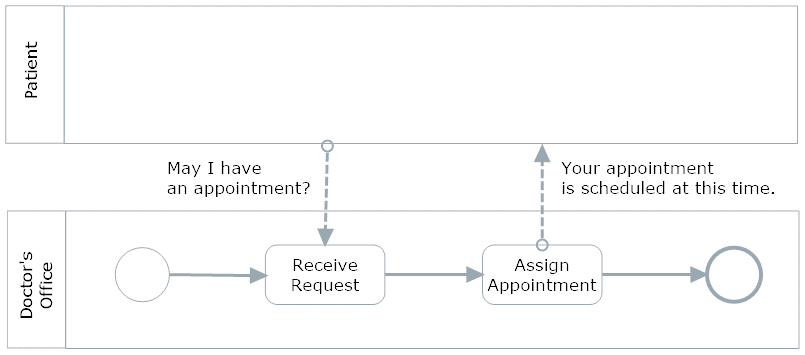 Patient
May I have
an appointment?
Your appointment
is scheduled at this time.
Doctor's
Office
Receive
Request
Assign
Appointment